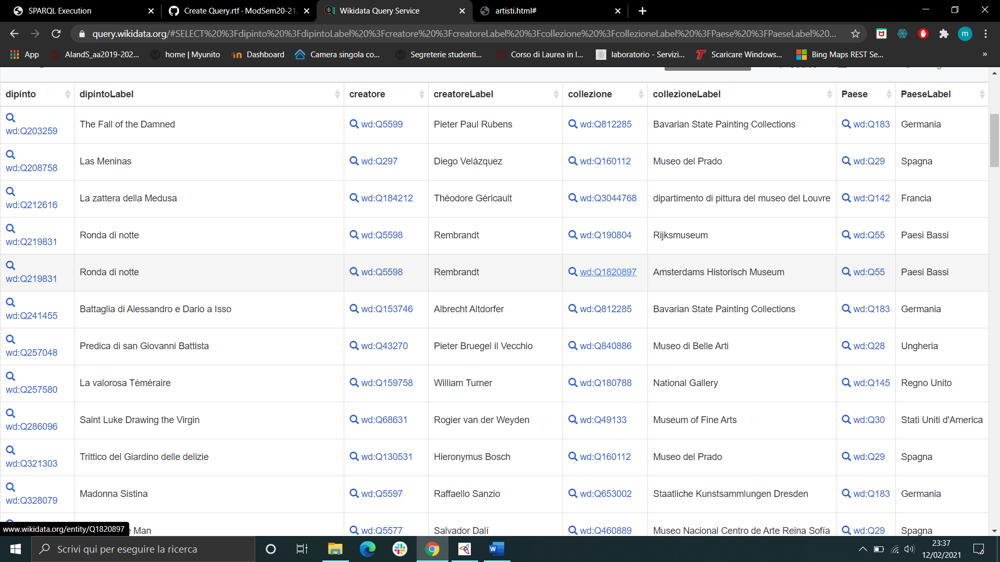 SPARQL Execution
Create Query.rtf · ModSem20-21/
Wikidata Query Service
artisti.html#
query.wikidata.org/#SELECT%20%3Fdipinto%20%3FdipintoLabel%20%3Fcreatore%20%3FcreatoreLabel%20%3Fcollezione%20%3FcollezioneLabel%20%3FPaese%20%3FPaeseLabel%20...
m
App
AlandS_aa2019-202...
home | Myunito
Dashboard
Camera singola co...
Segreterie studenti...
Corso di Laurea in I...
laboratorio - Servizi...
Scaricare Windows...
Bing Maps REST Se...
»
dipinto dipintoLabel creatore creatoreLabel collezione collezioneLabel Paese PaeseLabel
wd:Q203259 The Fall of the Damned wd:Q5599 Pieter Paul Rubens wd:Q812285 Bavarian State Painting Collections wd:Q183 Germania
wd:Q208758 Las Meninas wd:Q297 Diego Velázquez wd:Q160112 Museo del Prado wd:Q29 Spagna
wd:Q212616 La zattera della Medusa wd:Q184212 Théodore Géricault wd:Q3044768 dipartimento di pittura del museo del Louvre wd:Q142 Francia
wd:Q219831 Ronda di notte wd:Q5598 Rembrandt wd:Q190804 Rijksmuseum wd:Q55 Paesi Bassi
wd:Q219831 Ronda di notte wd:Q5598 Rembrandt wd:Q1820897 Amsterdams Historisch Museum wd:Q55 Paesi Bassi
wd:Q241455 Battaglia di Alessandro e Dario a Isso wd:Q153746 Albrecht Altdorfer wd:Q812285 Bavarian State Painting Collections wd:Q183 Germania
wd:Q257048 Predica di san Giovanni Battista wd:Q43270 Pieter Bruegel il Vecchio wd:Q840886 Museo di Belle Arti wd:Q28 Ungheria
wd:Q257580 La valorosa Téméraire wd:Q159758 William Turner wd:Q180788 National Gallery wd:Q145 Regno Unito
wd:Q286096 Saint Luke Drawing the Virgin wd:Q68631 Rogier van der Weyden wd:Q49133 Museum of Fine Arts wd:Q30 Stati Uniti d'America
wd:Q321303 Trittico del Giardino delle delizie wd:Q130531 Hieronymus Bosch wd:Q160112 Museo del Prado wd:Q29 Spagna
wd:Q328079 Madonna Sistina wd:Q5597 Raffaello Sanzio wd:Q653002 Staatliche Kunstsammlungen Dresden wd:Q183 Germania
Man wd:Q5577 Salvador Dalí wd:Q460889 Museo Nacional Centro de Arte Reina Sofía wd:Q29 Spagna
www.wikidata.org/entity/Q1820897
Scrivi qui per eseguire la ricerca
23:37
12/02/2021